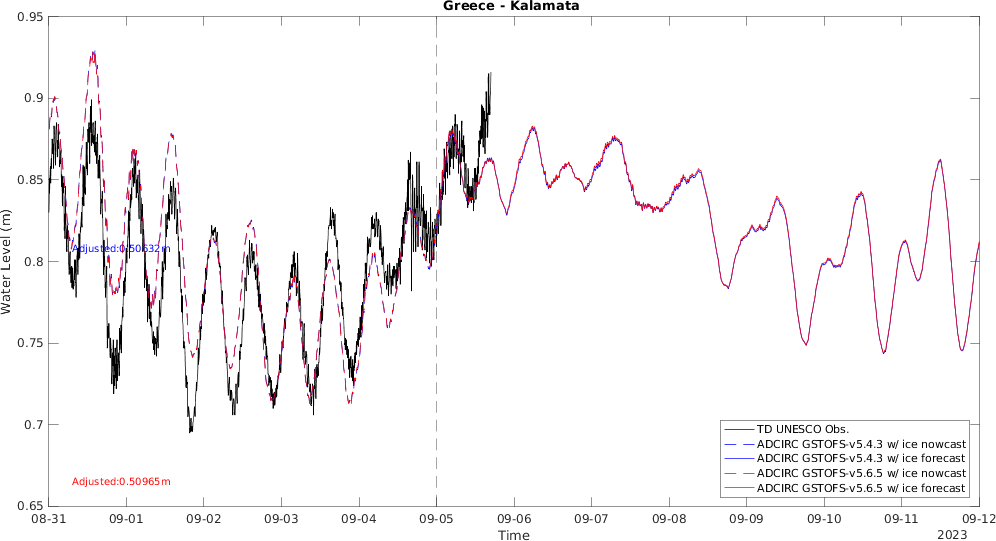 Greece - Kalamata
0.95
0.9
0.85
0.8
0.75
0.7
0.65
Water Level (m)
Adjusted:0.50632m
Adjusted:0.50965m
TD UNESCO Obs.
ADCIRC GSTOFS-v5.4.3 w/ ice nowcast
ADCIRC GSTOFS-v5.4.3 w/ ice forecast
ADCIRC GSTOFS-v5.6.5 w/ ice nowcast
ADCIRC GSTOFS-v5.6.5 w/ ice forecast
08-31 09-01 09-02 09-03 09-04 09-05 09-06 09-07 09-08 09-09 09-10 09-11 09-12
Time
2023